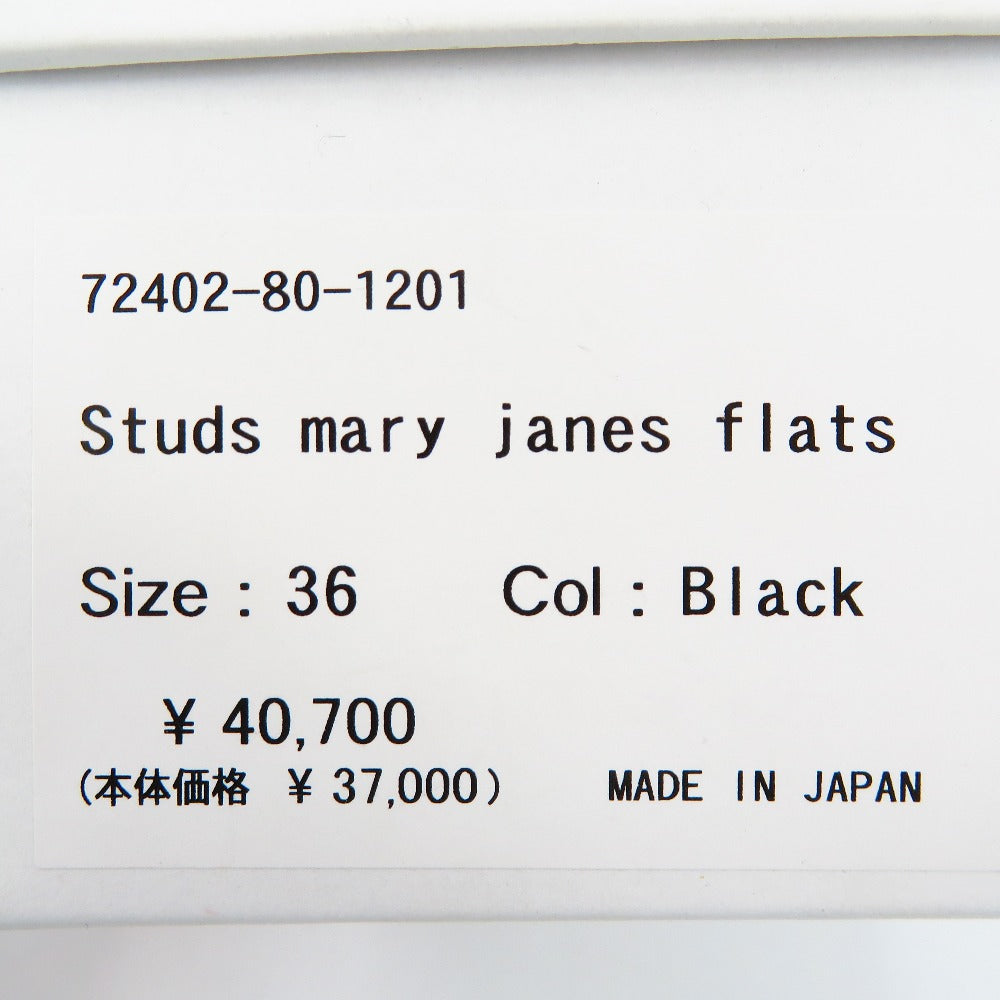 72402-80-1201
Studs mary janes flats
Size : 36 Col : Black
¥ 40,700
(本体価格 ¥ 37,000) MADE IN JAPAN